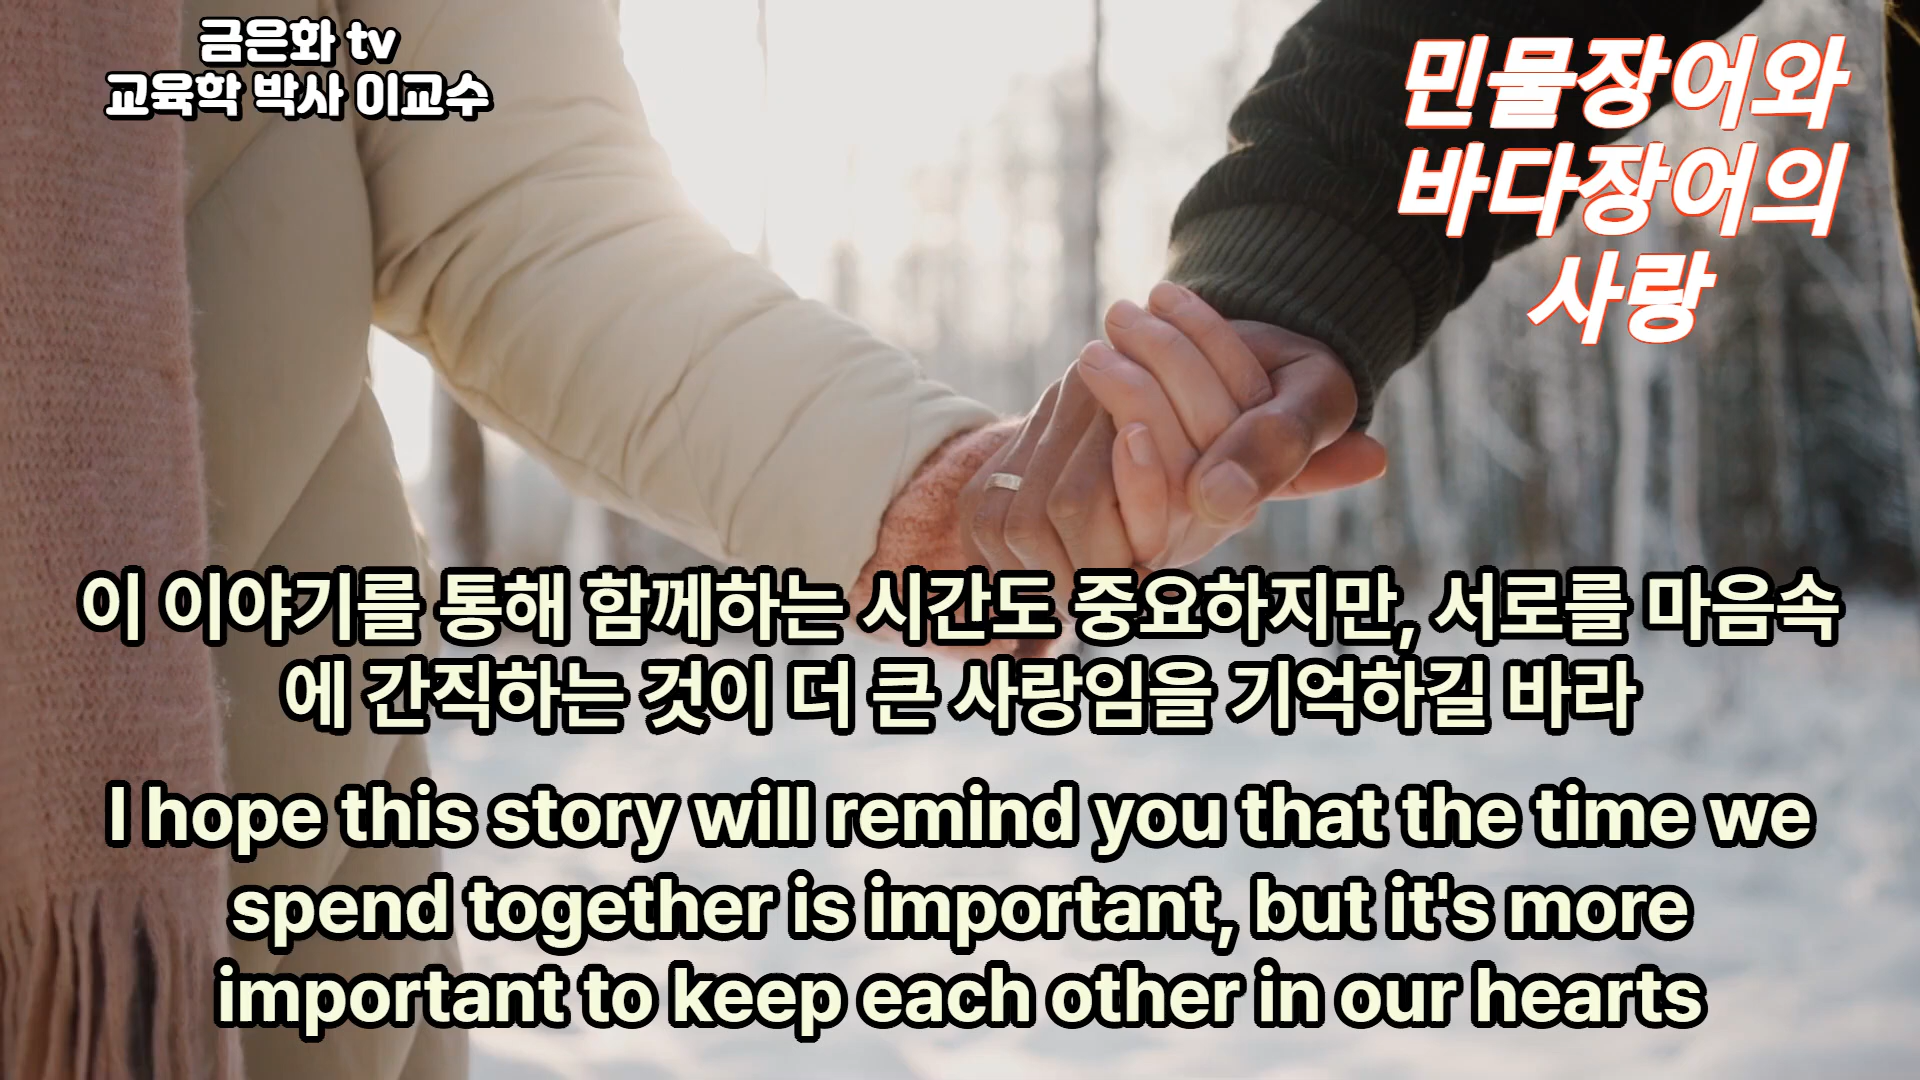 금은화 tv
교육학 박사 이교수
민물장어와
바다장어의
사랑
이 이야기를 통해 함께하는 시간도 중요하지만, 서로를 마음속
에 간직하는 것이 더 큰 사랑임을 기억하길 바라
I hope this story will remind you that the time we
spend together is important, but it's more
important to keep each other in our hearts